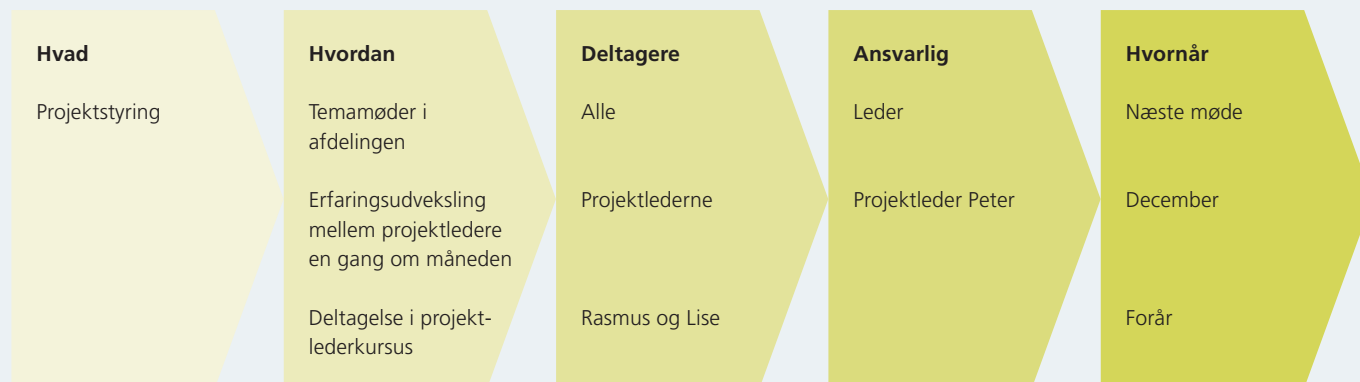 Hvad
Projektstyring
Hvordan
Temamøder i
afdelingen
Erfaringsudveksling
mellem projektledere
en gang om måneden
Deltagelse i projekt-
lederkursus
Deltagere
Alle
Projektlederne
Rasmus og Lise
Ansvarlig
Leder
Projektleder Peter
Hvornår
Næste møde
December
Forår